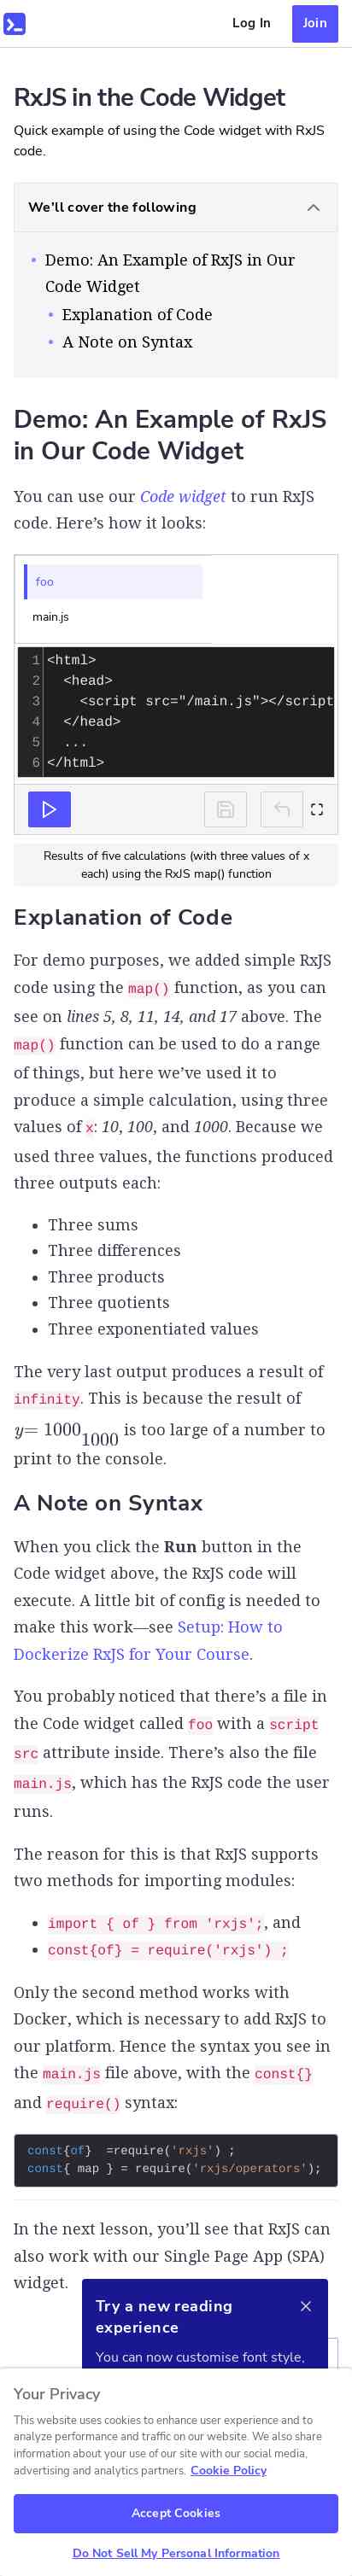 Log In
Join
RxJS in the Code Widget
Quick example of using the Code widget with RxJS
code.
We'll cover the following
Demo: An Example of RxJS in Our
Code Widget
Explanation of Code
A Note on Syntax
Demo: An Example of RxJS
in Our Code Widget
You can use our Code widget to run RxJS
code. Here’s how it looks:
foo
main.js
1 <html>
2 <head>
3 <script src="/main.js"></script
4 </head>
5 ...
6 </html>
Results of five calculations (with three values of x
each) using the RxJS map() function
Explanation of Code
For demo purposes, we added simple RxJS
code using the map() function, as you can
see on lines 5, 8, 11, 14, and 17 above. The
map() function can be used to do a range
of things, but here we’ve used it to
produce a simple calculation, using three
values of x: 10, 100, and 1000. Because we
used three values, the functions produced
three outputs each:
Three sums
Three differences
Three products
Three quotients
Three exponentiated values
The very last output produces a result of
infinity. This is because the result of
y= 1000 1000 is too large of a number to
print to the console.
A Note on Syntax
When you click the Run button in the
Code widget above, the RxJS code will
execute. A little bit of config is needed to
make this work—see Setup: How to
Dockerize RxJS for Your Course.
You probably noticed that there’s a file in
the Code widget called foo with a script
src attribute inside. There’s also the file
main.js, which has the RxJS code the user
runs.
The reason for this is that RxJS supports
two methods for importing modules:
import { of } from 'rxjs';, and
const{of} = require('rxjs') ;
Only the second method works with
Docker, which is necessary to add RxJS to
our platform. Hence the syntax you see in
the main.js file above, with the const{}
and require() syntax:
const{of}  =require('rxjs') ;
const{ map } = require('rxjs/operators');
In the next lesson, you’ll see that RxJS can
also work with our Single Page App (SPA)
widget.
Try a new reading
experience
You can now customise font style,
Your Privacy
This website uses cookies to enhance user experience and to
analyze performance and traffic on our website. We also share
information about your use of our site with our social media,
advertising and analytics partners. Cookie Policy
Accept Cookies
Do Not Sell My Personal Information